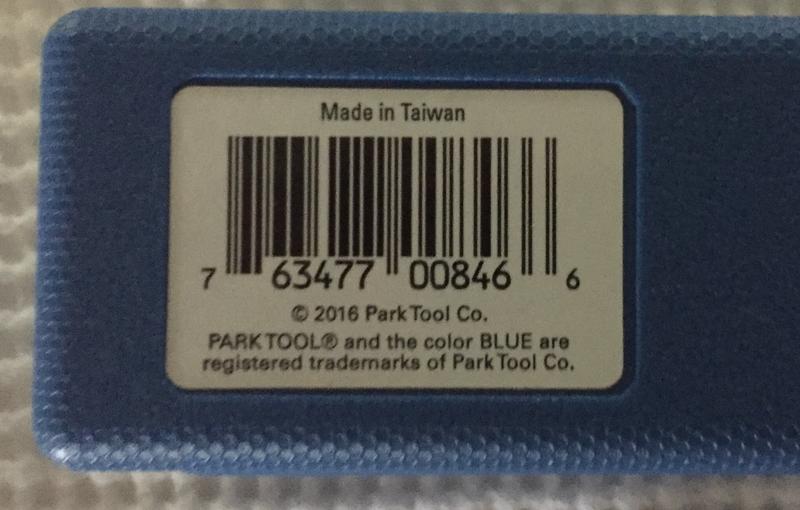 Made in Taiwan
7 63477 00846 6
© 2016 Park Tool Co.
PARK TOOL® and the color BLUE are
registered trademarks of Park Tool Co.